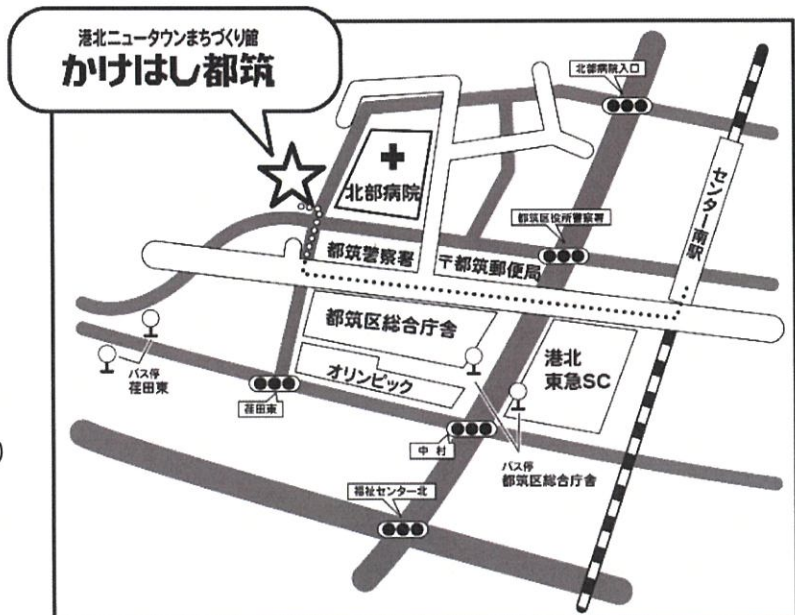 港北ニュータウンまちづくり館
かけはし都筑
北部病院入口
北部病院
センター南駅
都筑区役所警察署
都筑警察署
〒都筑郵便局
都筑区総合庁舎
港北
東急SC
オリンピック
バス停
荏田東
荏田東
中村
バス停
都筑区総合庁舎
福祉センター北
)